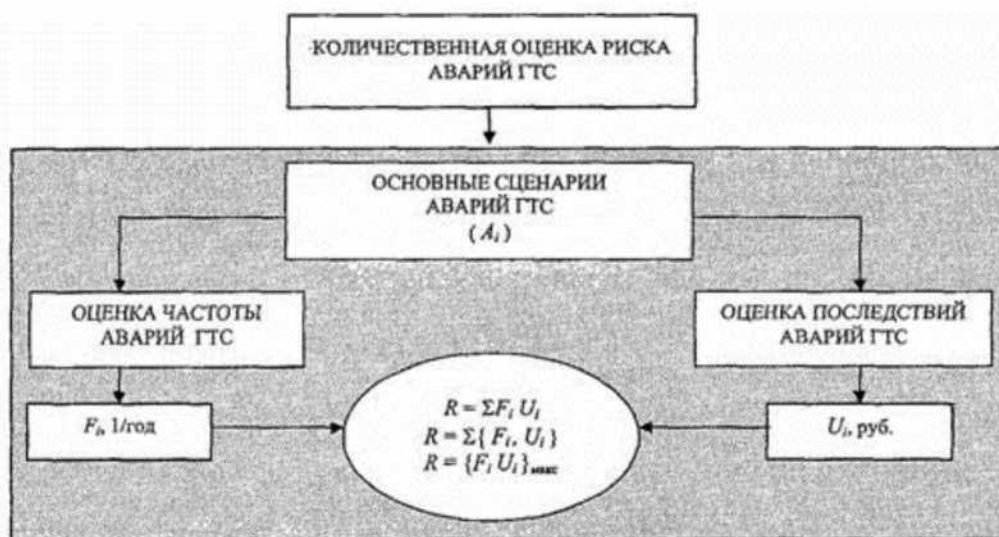 КОЛИЧЕСТВЕННАЯ ОЦЕНКА РИСКА
АВАРИЙ ГТС
ОСНОВНЫЕ СЦЕНАРИИ
АВАРИЙ ГТС
( Aᵢ )
ОЦЕНКА ЧАСТОТЫ
АВАРИЙ ГТС
ОЦЕНКА ПОСЛЕДСТВИЙ
АВАРИЙ ГТС
Fᵢ, 1/год
R = ΣFᵢ Uᵢ
R = Σ{ Fᵢ, Uᵢ }
R = {Fᵢ Uᵢ}макс
Uᵢ, руб.